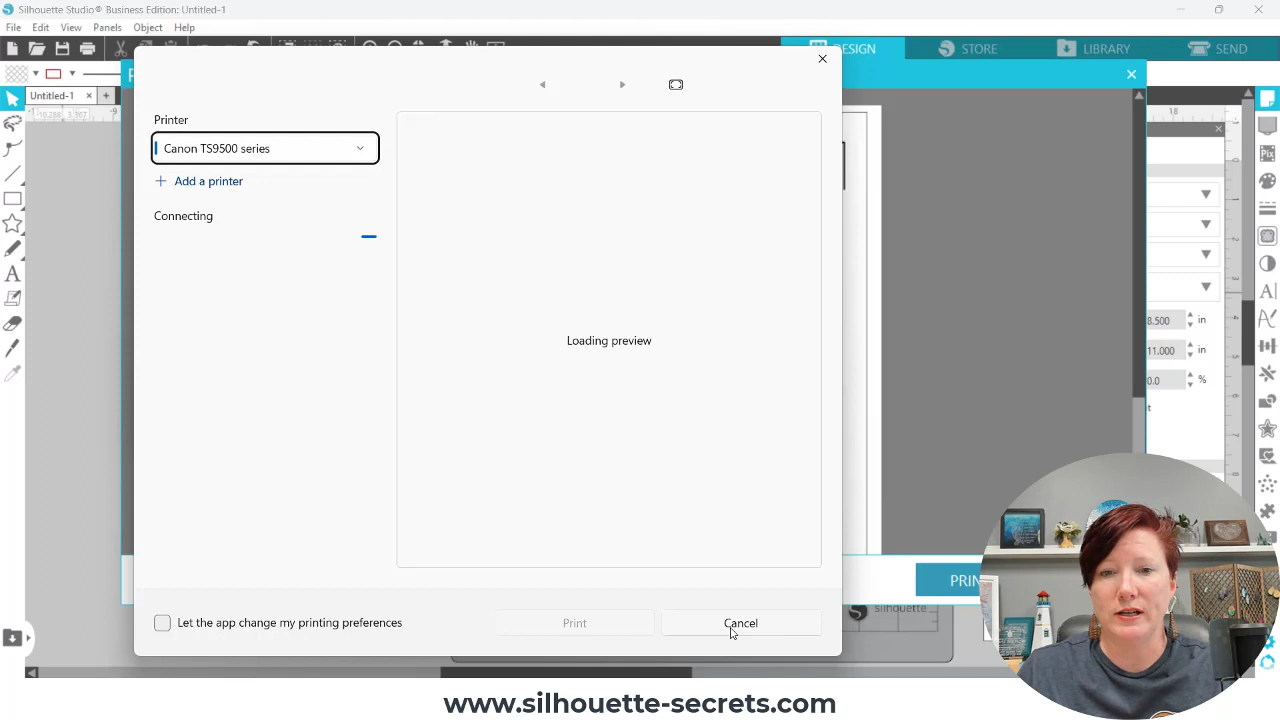 Silhouette Studio® Business Edition: Untitled-1
File Edit View Panels Object Help
DESIGN
STORE
LIBRARY
SEND
Untitled-1
Printer
Canon TS9500 series
Add a printer
Connecting
Loading preview
8.500 in
11.000 in
0.0 %
Let the app change my printing preferences
Print
Cancel
silhouette
www.silhouette-secrets.com